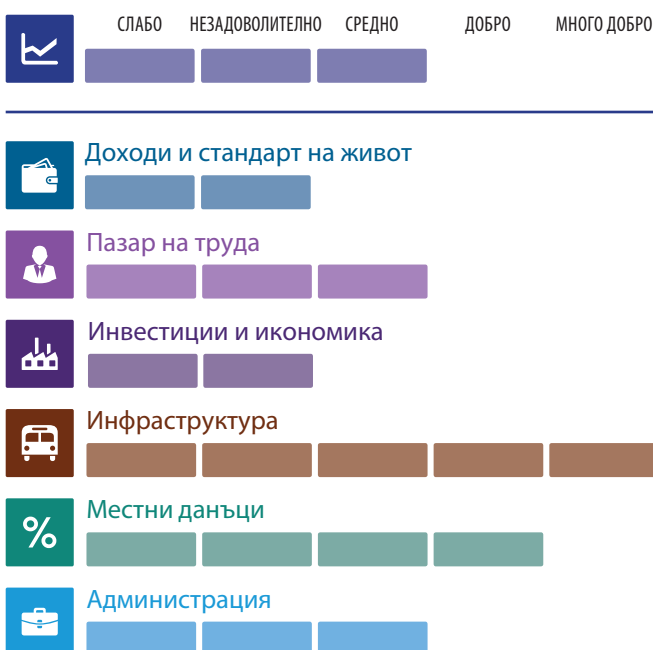 СЛАБО НЕЗАДОВОЛИТЕЛНО СРЕДНО ДОБРО МНОГО ДОБРО
Доходи и стандарт на живот
Пазар на труда
Инвестиции и икономика
Инфраструктура
Местни данъци
%
Администрация